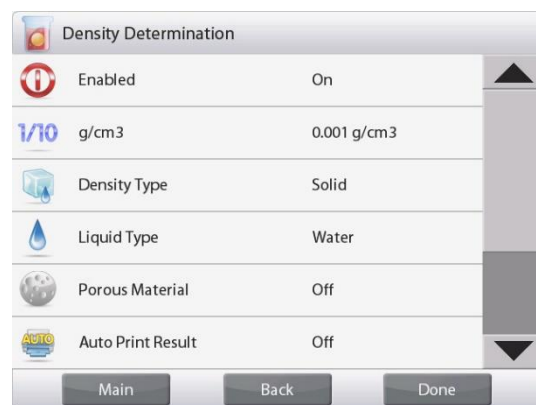 Density Determination
Enabled On
1/10 g/cm3 0.001 g/cm3
Density Type Solid
Liquid Type Water
Porous Material Off
AUTO Auto Print Result Off
Main Back Done